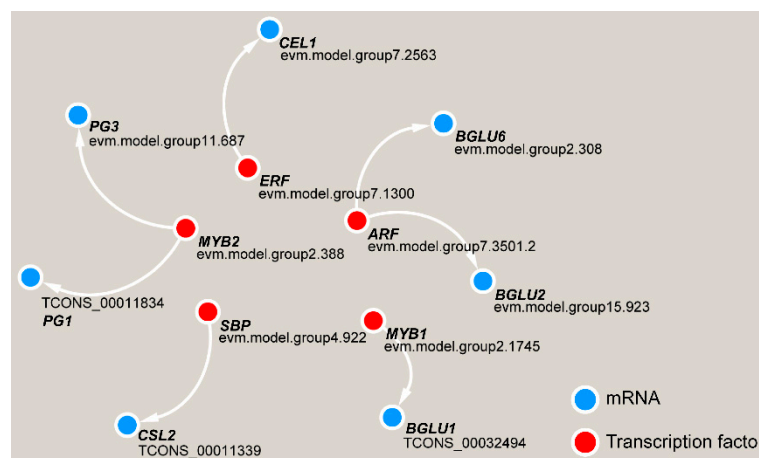 CEL1
evm.model.group7.2563
PG3
evm.model.group11.687
BGLU6
evm.model.group2.308
ERF
evm.model.group7.1300
MYB2
evm.model.group2.388
ARF
evm.model.group7.3501.2
TCONS_00011834
PG1
BGLU2
evm.model.group15.923
SBP
evm.model.group4.922
MYB1
evm.model.group2.1745
CSL2
TCONS_00011339
BGLU1
TCONS_00032494
mRNA
Transcription facto